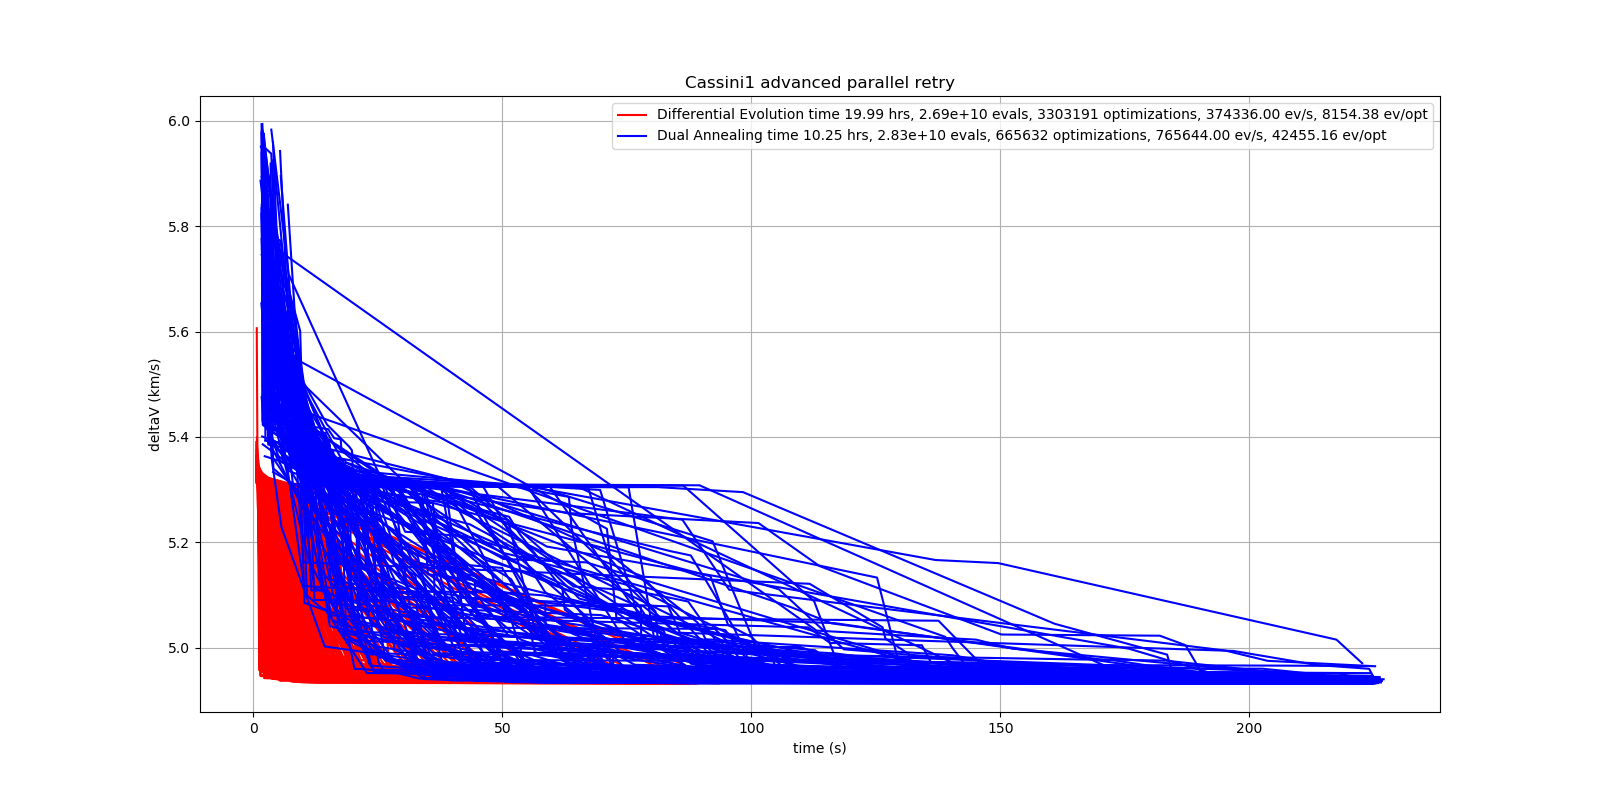 Cassini1 advanced parallel retry
Differential Evolution time 19.99 hrs, 2.69e+10 evals, 3303191 optimizations, 374336.00 ev/s, 8154.38 ev/opt
Dual Annealing time 10.25 hrs, 2.83e+10 evals, 665632 optimizations, 765644.00 ev/s, 42455.16 ev/opt
deltaV (km/s)
6.0
5.8
5.6
5.4
5.2
5.0
0 50 100 150 200
time (s)